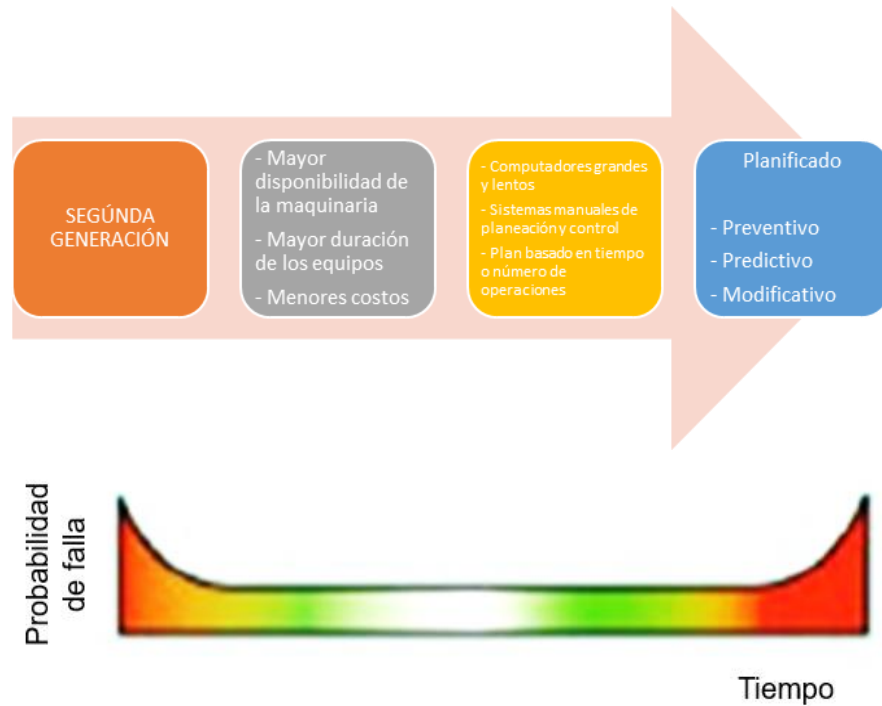 SEGÚNDA
GENERACIÓN
- Mayor
disponibilidad de
la maquinaria
- Mayor duración
de los equipos
- Menores costos
- Computadores grandes
y lentos
- Sistemas manuales de
planeación y control
- Plan basado en tiempo
o número de
operaciones
Planificado
- Preventivo
- Predictivo
- Modificativo
Probabilidad
de falla
Tiempo